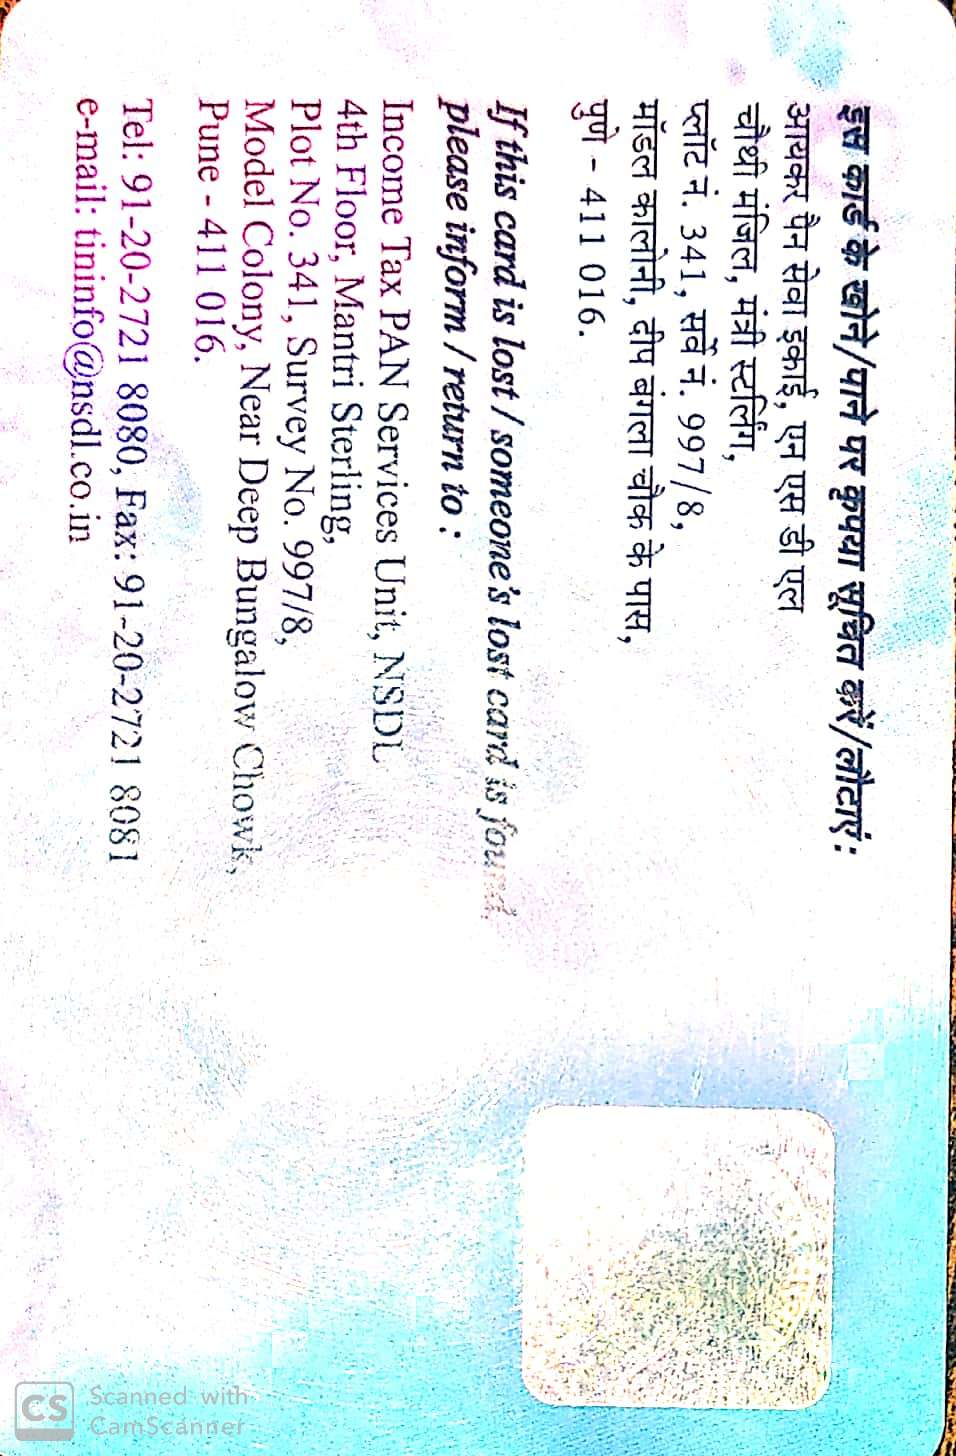 इस कार्ड के खोने/पाने पर कृपया सूचित करें/लौटाएं:
आयकर पैन सेवा इकाई, एन एस डी एल
चौथी मंजिल, मंत्री स्टर्लिंग,
प्लॉट नं. 341, सर्वे नं. 997/8,
मॉडल कालोनी, दीप बंगला चौक के पास,
पुणे - 411 016.
If this card is lost / someone's lost card is found,
please inform / return to :
Income Tax PAN Services Unit, NSDL
4th Floor, Mantri Sterling,
Plot No. 341, Survey No. 997/8,
Model Colony, Near Deep Bungalow Chowk,
Pune - 411 016.
Tel: 91-20-2721 8080, Fax: 91-20-2721 8081
e-mail: tininfo@nsdl.co.in
Scanned with
CamScanner
CS